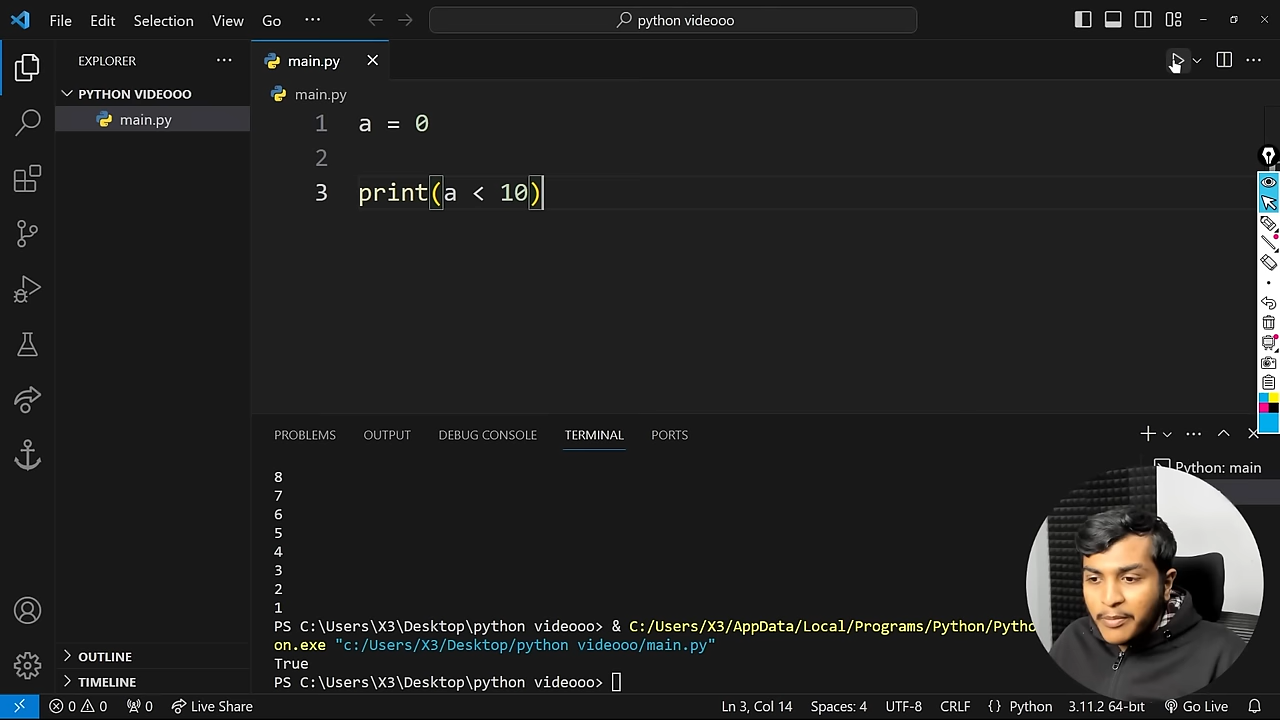 File Edit Selection View Go ··· python videooo
EXPLORER ···
PYTHON VIDEOOO
main.py
OUTLINE
TIMELINE
main.py
main.py
1 a = 0
2
3 print(a < 10)
PROBLEMS OUTPUT DEBUG CONSOLE TERMINAL PORTS
Python: main
8
7
6
5
4
3
2
1
PS C:\Users\X3\Desktop\python videooo> & C:/Users/X3/AppData/Local/Programs/Python/Pytho
on.exe "c:/Users/X3/Desktop/python videooo/main.py"
True
PS C:\Users\X3\Desktop\python videooo>
0 0 0 Live Share Ln 3, Col 14 Spaces: 4 UTF-8 CRLF {} Python 3.11.2 64-bit Go Live